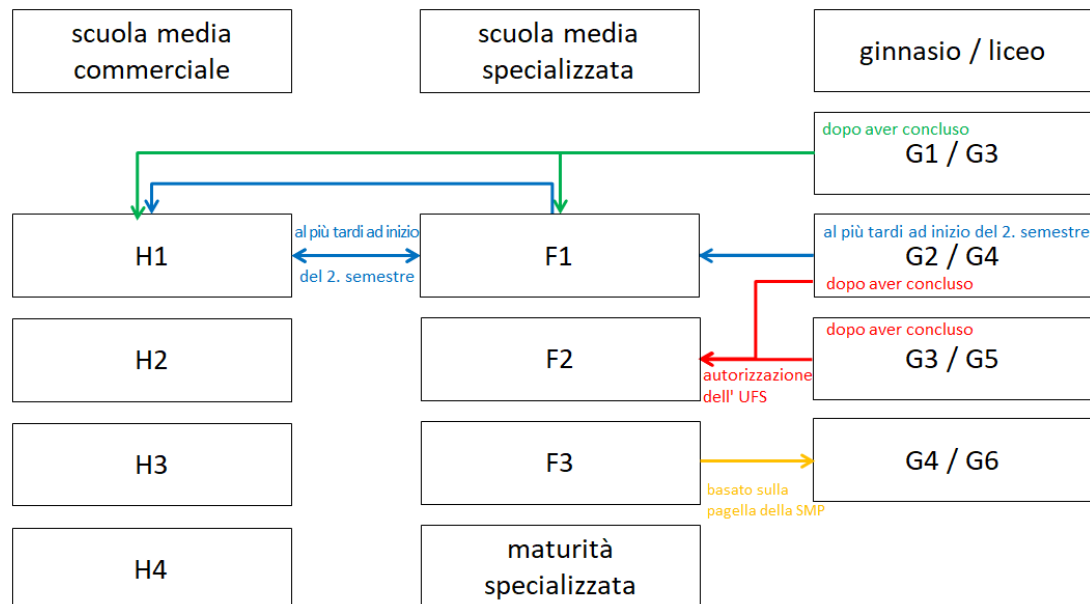 scuola media
commerciale
scuola media
specializzata
ginnasio / liceo
dopo aver concluso
G1 / G3
H1
al più tardi ad inizio
del 2. semestre
F1
al più tardi ad inizio del 2. semestre
G2 / G4
dopo aver concluso
H2
F2
autorizzazione
dell' UFS
dopo aver concluso
G3 / G5
H3
F3
basato sulla
pagella della SMP
G4 / G6
H4
maturità
specializzata